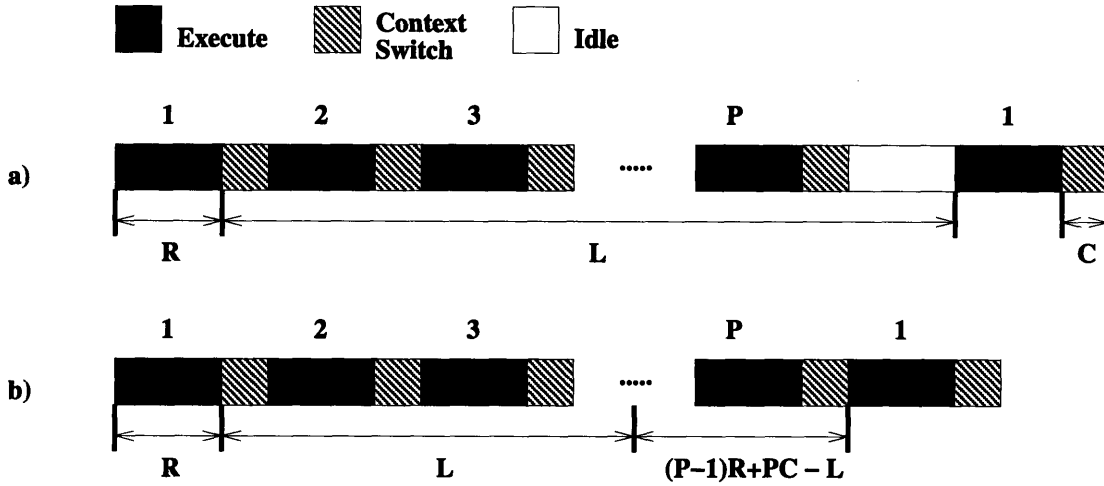 Execute
Context
Switch
Idle
1 2 3 P 1
a) .....
R L C
1 2 3 P 1
b) .....
R L (P−1)R+PC − L